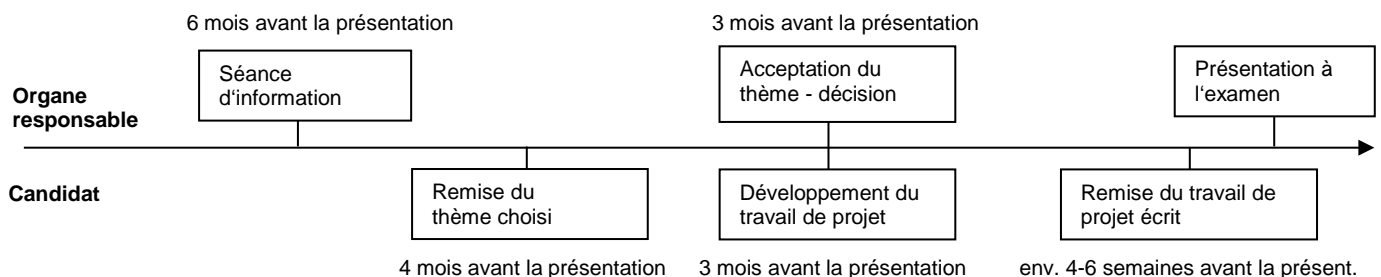 6 mois avant la présentation
3 mois avant la présentation
Séance
d‘information
Acceptation du
thème - décision
Présentation à
l‘examen
Organe
responsable
Candidat
Remise du
thème choisi
Développement du
travail de projet
Remise du travail de
projet écrit
4 mois avant la présentation
3 mois avant la présentation
env. 4-6 semaines avant la présent.